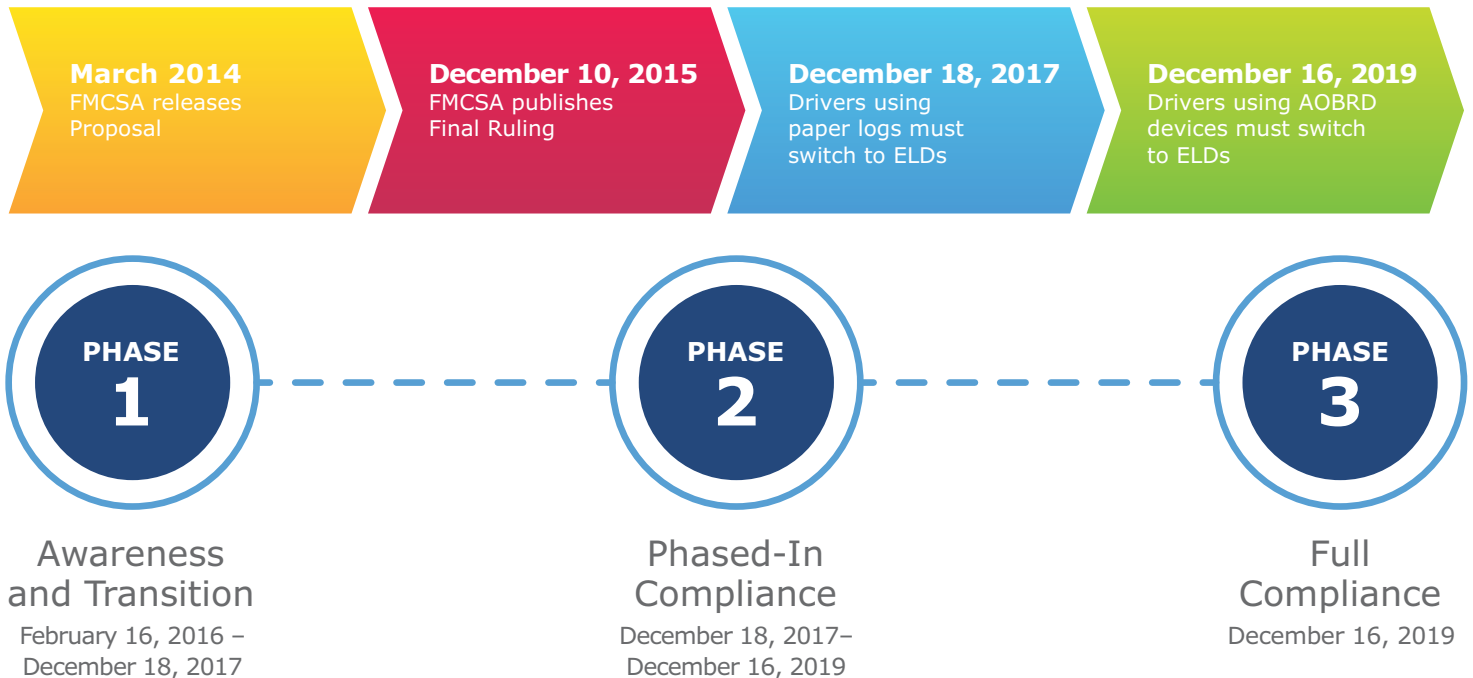 March 2014
FMCSA releases
Proposal
December 10, 2015
FMCSA publishes
Final Ruling
December 18, 2017
Drivers using
paper logs must
switch to ELDs
December 16, 2019
Drivers using AOBRD
devices must switch
to ELDs
PHASE
1
PHASE
2
PHASE
3
Awareness
and Transition
February 16, 2016 –
December 18, 2017
Phased-In
Compliance
December 18, 2017–
December 16, 2019
Full
Compliance
December 16, 2019